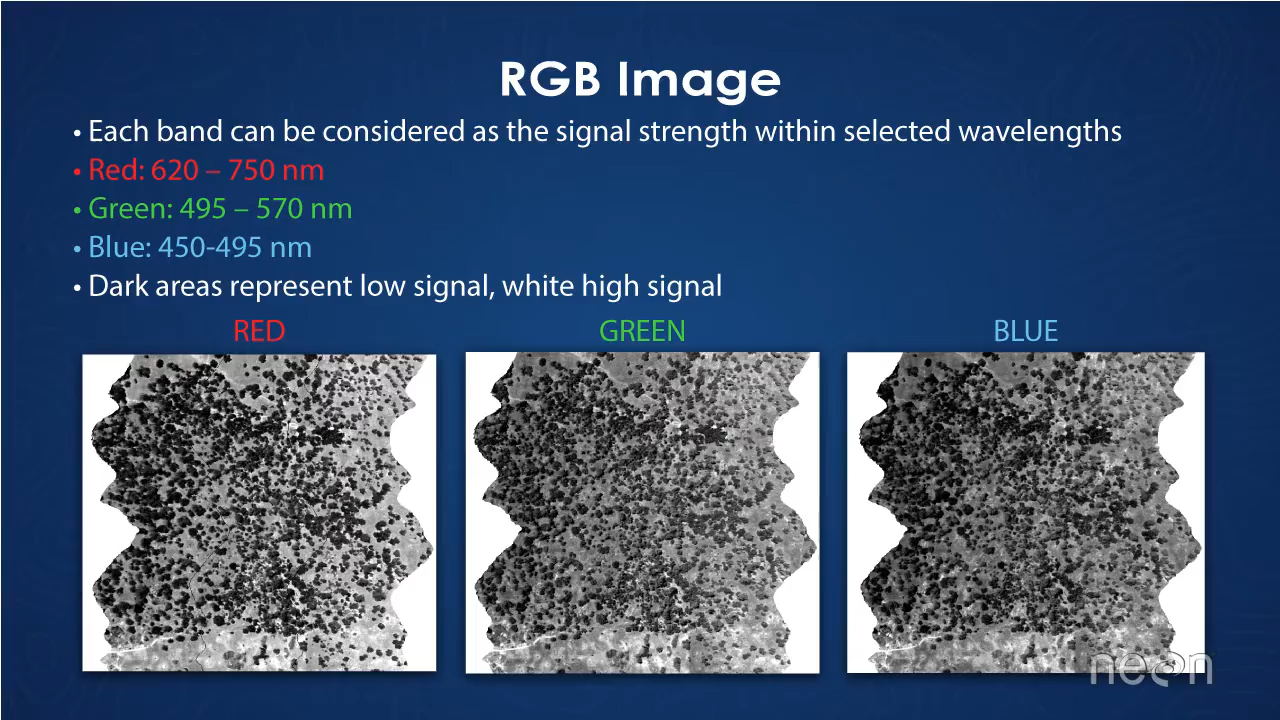 RGB Image
• Each band can be considered as the signal strength within selected wavelengths
• Red: 620 – 750 nm
• Green: 495 – 570 nm
• Blue: 450-495 nm
• Dark areas represent low signal, white high signal
RED GREEN BLUE
neon